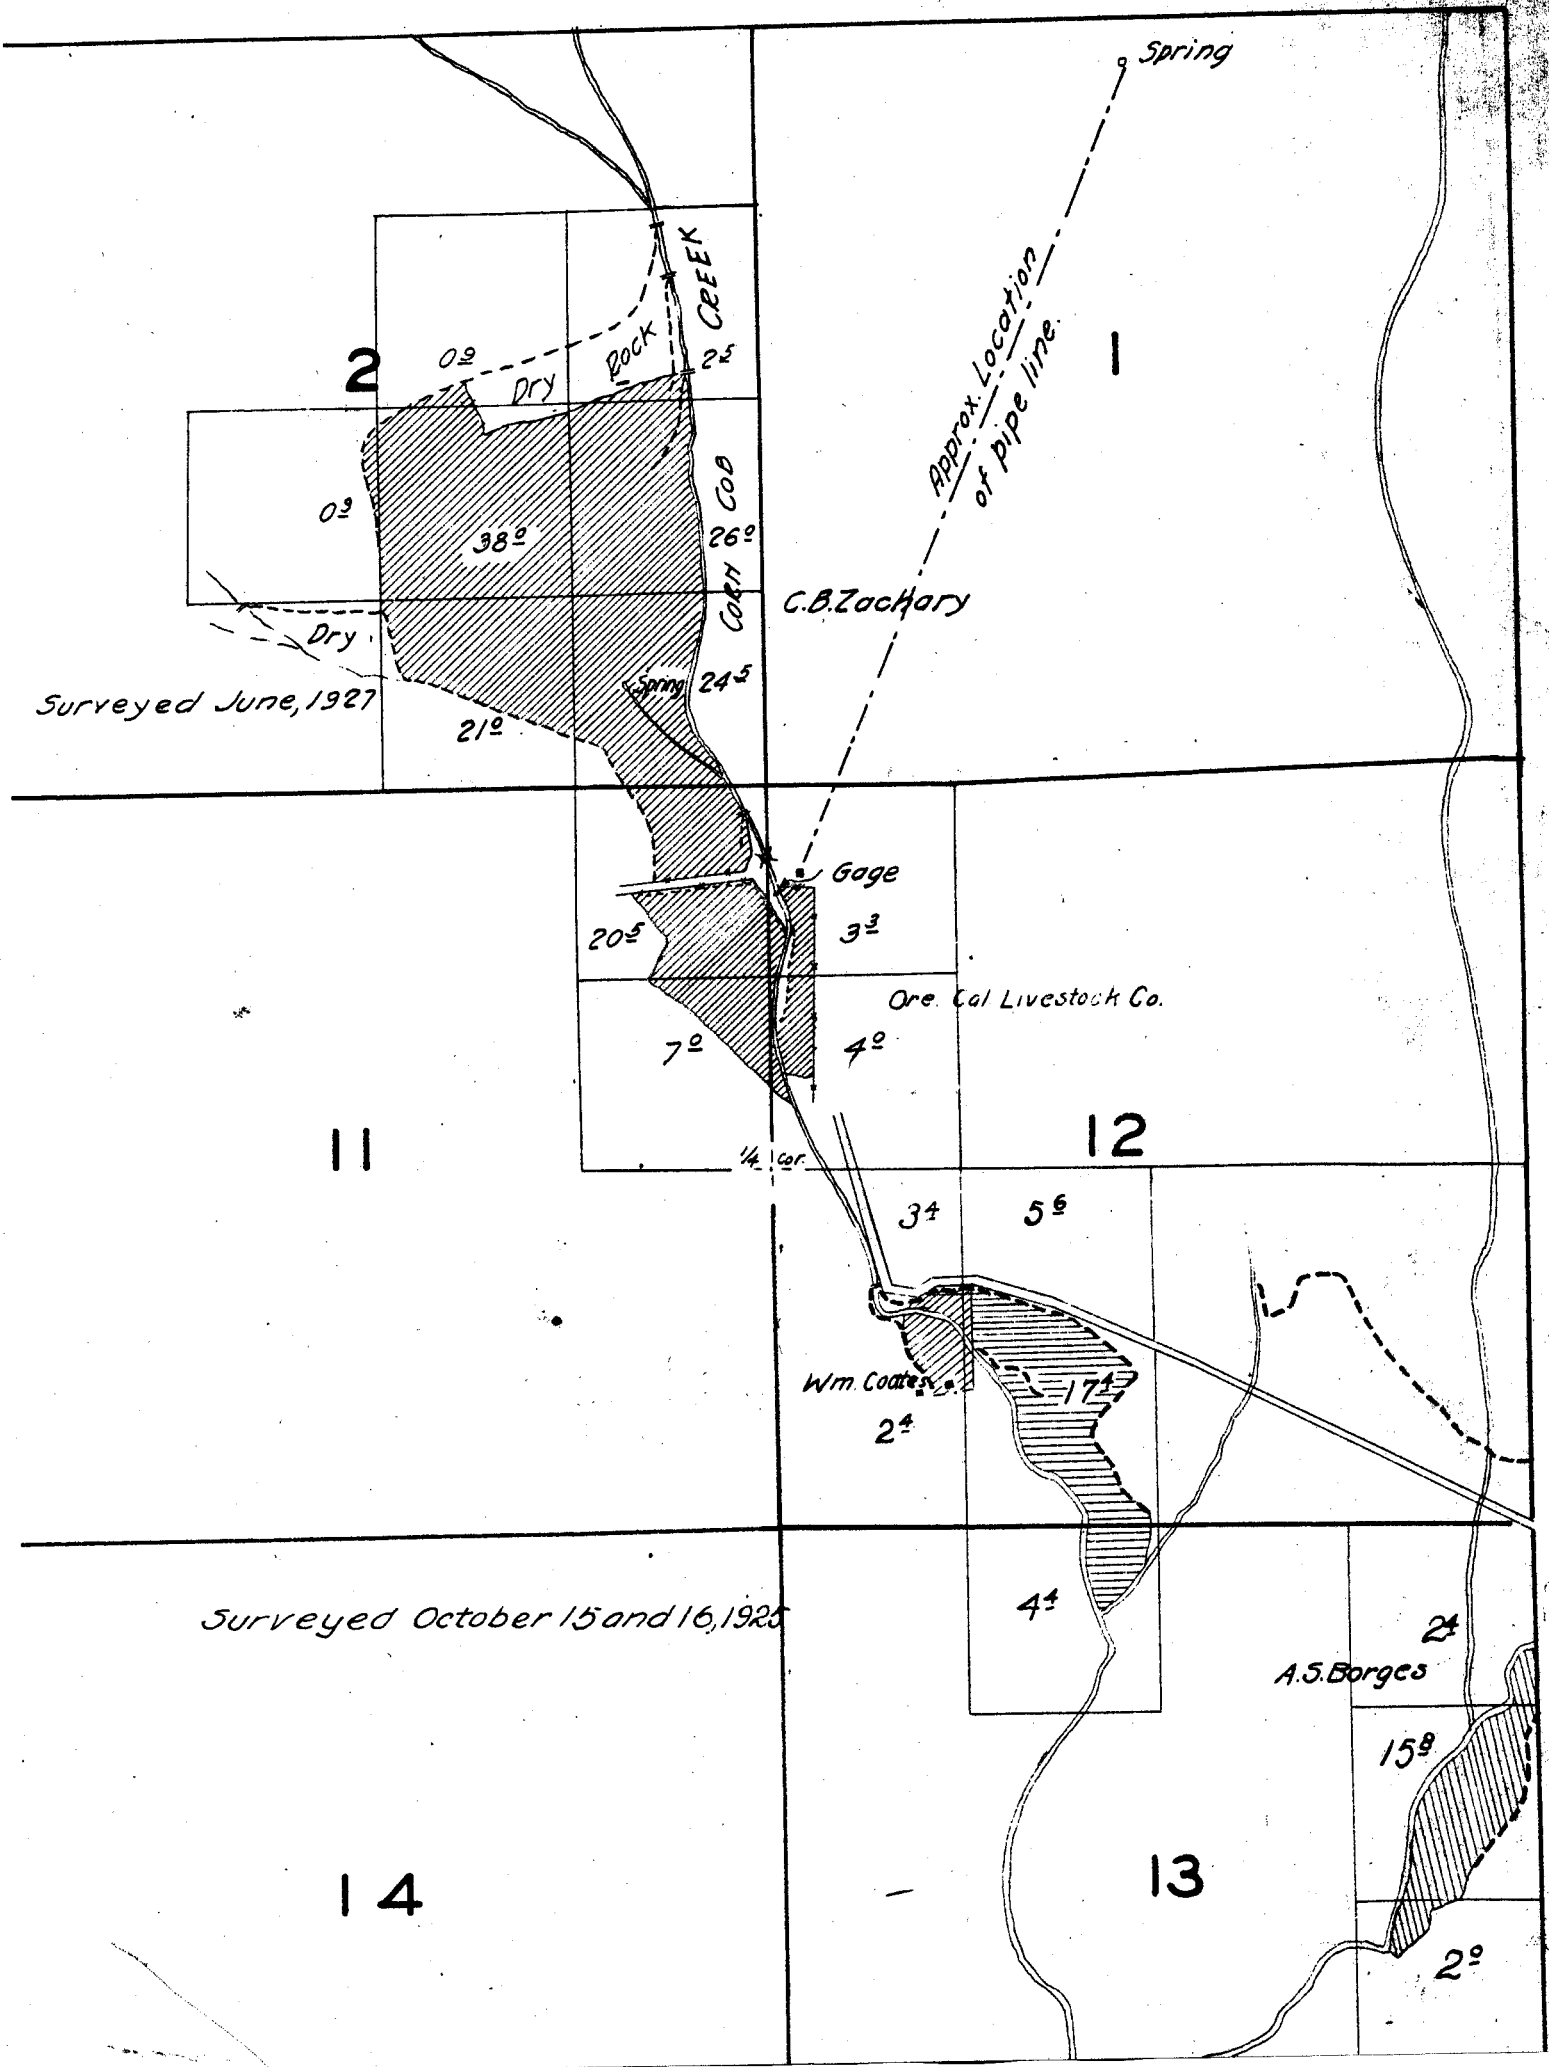 Spring
CREEK
2
0 9
Rock
Dry
2 5
1
Approx. Location
of pipe line.
CORN COB
0 9
38 0
26 0
C.B.Zachary
Dry
Spring
24 5
Surveyed June, 1927
21 0
Gage
20 5
3 3
Ore. Cal Livestock Co.
7 0
4 0
11
12
1/4 Cor.
3 4
5 6
Wm. Coates
17 4
2 4
Surveyed October 15 and 16, 1925
4 4
2 4
A.S.Borges
15 8
14
13
2 0